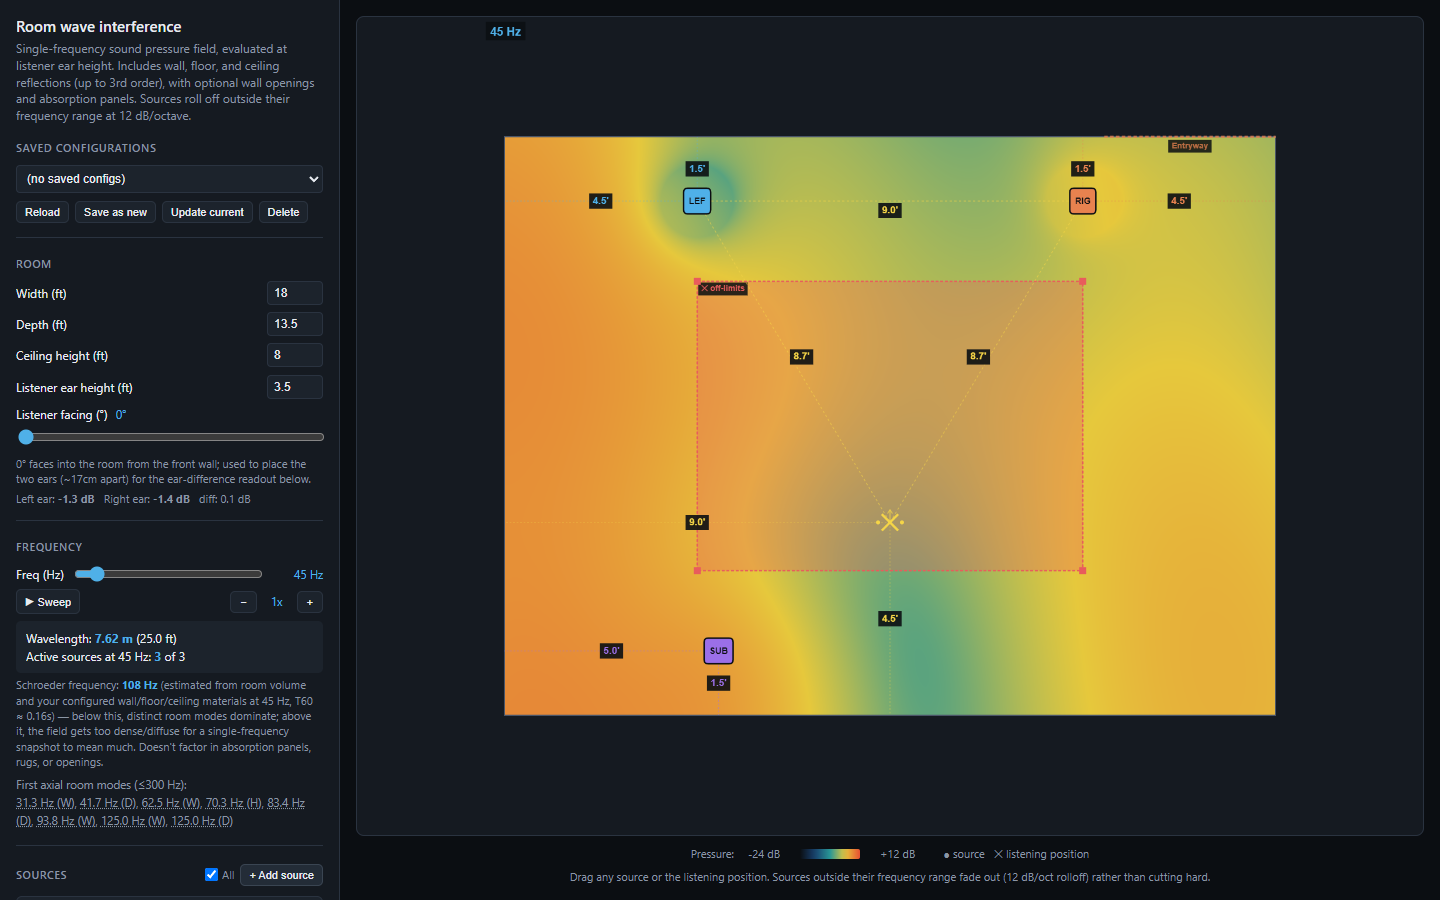 Room wave interference
Single-frequency sound pressure field, evaluated at
listener ear height. Includes wall, floor, and ceiling
reflections (up to 3rd order), with optional wall openings
and absorption panels. Sources roll off outside their
frequency range at 12 dB/octave.
SAVED CONFIGURATIONS
(no saved configs)
Reload Save as new Update current Delete
ROOM
Width (ft) 18
Depth (ft) 13.5
Ceiling height (ft) 8
Listener ear height (ft) 3.5
Listener facing (°) 0°
0° faces into the room from the front wall; used to place the
two ears (~17cm apart) for the ear-difference readout below.
Left ear: -1.3 dB Right ear: -1.4 dB diff: 0.1 dB
FREQUENCY
Freq (Hz) 45 Hz
▶ Sweep − 1x +
Wavelength: 7.62 m (25.0 ft)
Active sources at 45 Hz: 3 of 3
Schroeder frequency: 108 Hz (estimated from room volume
and your configured wall/floor/ceiling materials at 45 Hz, T60
≈ 0.16s) — below this, distinct room modes dominate; above
it, the field gets too dense/diffuse for a single-frequency
snapshot to mean much. Doesn't factor in absorption panels,
rugs, or openings.
First axial room modes (≤300 Hz):
31.3 Hz (W), 41.7 Hz (D), 62.5 Hz (W), 70.3 Hz (H), 83.4 Hz
(D), 93.8 Hz (W), 125.0 Hz (W), 125.0 Hz (D)
SOURCES All + Add source
45 Hz
Entryway
1.5' 1.5'
4.5' LEF 9.0' RIG 4.5'
✕ off-limits
8.7' 8.7'
9.0'
4.5'
5.0' SUB
1.5'
Pressure: -24 dB +12 dB ● source ✕ listening position
Drag any source or the listening position. Sources outside their frequency range fade out (12 dB/oct rolloff) rather than cutting hard.